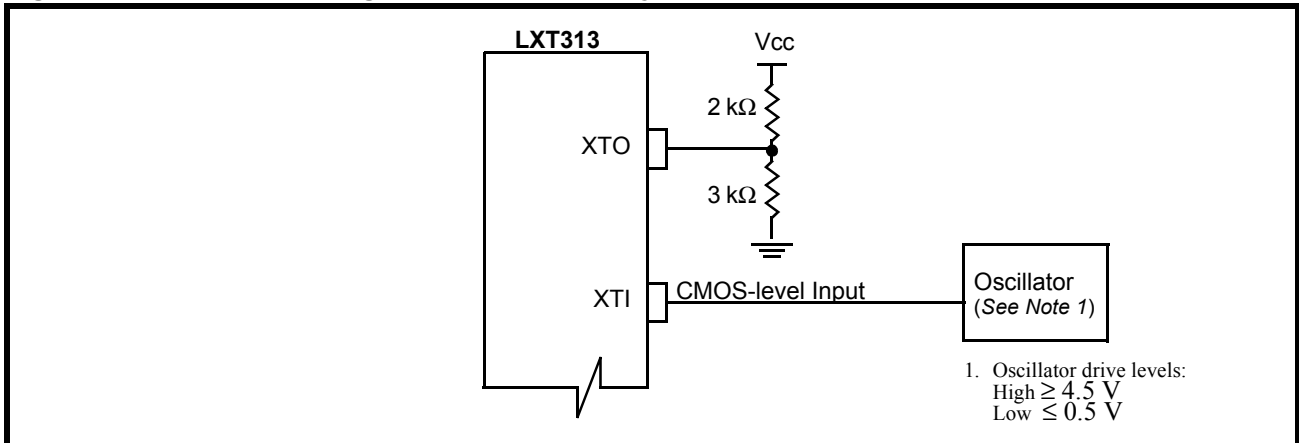 LXT313
Vcc
2 kΩ
XTO
3 kΩ
XTI
CMOS-level Input
Oscillator
(See Note 1)
1. Oscillator drive levels:
High ≥ 4.5 V
Low ≤ 0.5 V